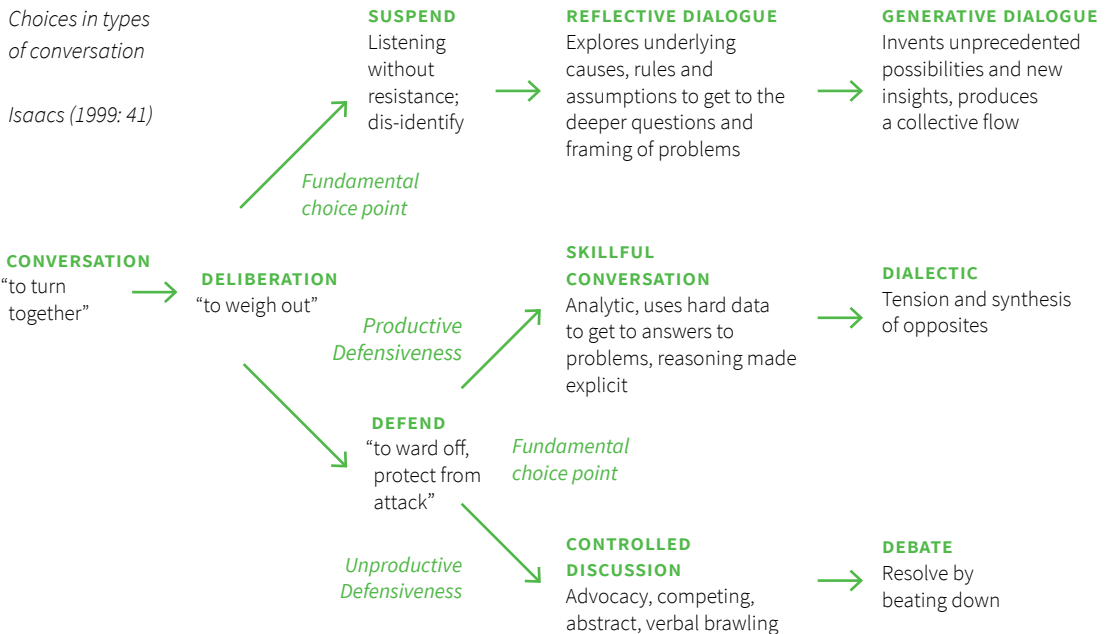 Choices in types
of conversation
Isaacs (1999: 41)
SUSPEND
Listening
without
resistance;
dis-identify
REFLECTIVE DIALOGUE
Explores underlying
causes, rules and
assumptions to get to the
deeper questions and
framing of problems
GENERATIVE DIALOGUE
Invents unprecedented
possibilities and new
insights, produces
a collective flow
Fundamental
choice point
CONVERSATION
“to turn
together”
DELIBERATION
“to weigh out”
Productive
Defensiveness
SKILLFUL
CONVERSATION
Analytic, uses hard data
to get to answers to
problems, reasoning made
explicit
DIALECTIC
Tension and synthesis
of opposites
DEFEND
“to ward off,
protect from
attack”
Fundamental
choice point
Unproductive
Defensiveness
CONTROLLED
DISCUSSION
Advocacy, competing,
abstract, verbal brawling
DEBATE
Resolve by
beating down